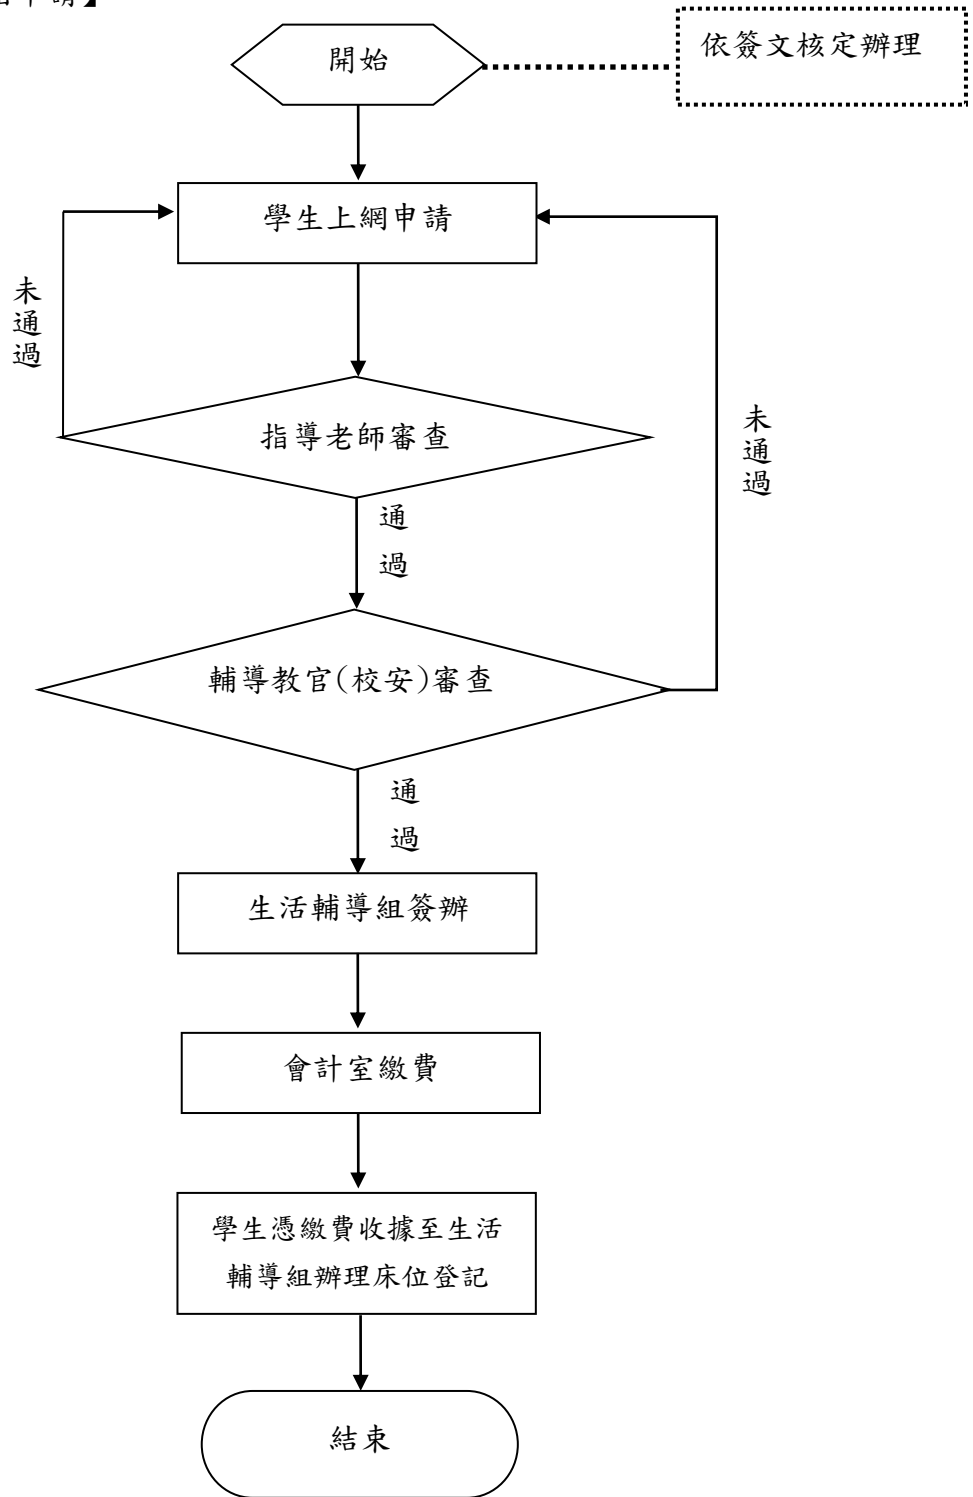 申請】
開始
依簽文核定辦理
學生上網申請
未通過
指導老師審查
未通過
通過
輔導教官(校安)審查
通過
生活輔導組簽辦
會計室繳費
學生憑繳費收據至生活
輔導組辦理床位登記
結束